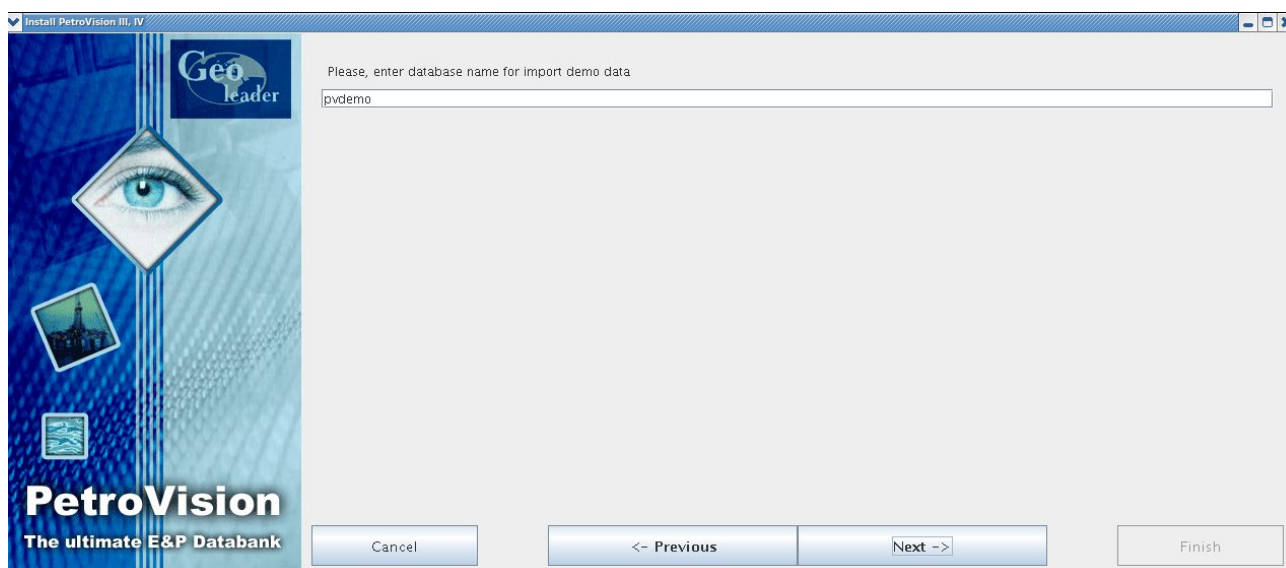 Install PetroVision III, IV
Geo
leader
Please, enter database name for import demo data
pvdemo
PetroVision
The ultimate E&P Databank
Cancel
<- Previous
Next ->
Finish